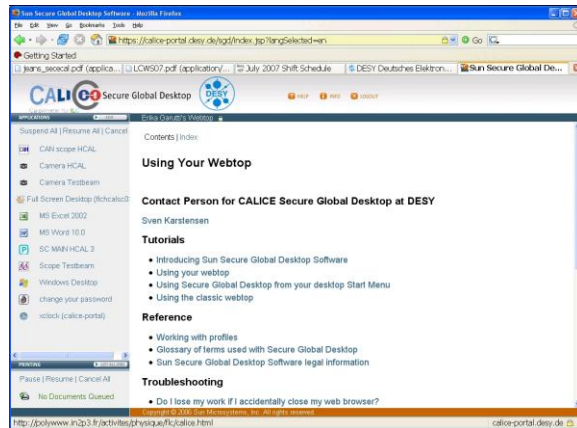 Sun Secure Global Desktop Software - Mozilla Firefox
File Edit View Go Bookmarks Tools Help
https://calice-portal.desy.de/sgd/index.jsp?langSelected=en
Go
Getting Started
jeans_seocal.pdf (applica...
LCWS07.pdf (application/...
July 2007 Shift Schedule
DESY Deutsches Elektron...
Sun Secure Global De...
CALICO Secure Global Desktop
DESY
HELP INFO LOGOUT
APPLICATIONS
Erika Garutti's Webtop
Suspend All | Resume All | Cancel
CAN scope HCAL
Camera HCAL
Camera Testbeam
Full Screen Desktop
MS Excel 2002
MS Word 10.0
SC MAIN HCAL 2
Scope Testbeam
Windows Desktop
change your password
xclock (calice-portal)
PRINTING
Pause | Resume | Cancel All
No Documents Queued
Contents | Index
Using Your Webtop
Contact Person for CALICE Secure Global Desktop at DESY
Sven Karstensen
Tutorials
Introducing Sun Secure Global Desktop Software
Using your webtop
Using Secure Global Desktop from your desktop Start Menu
Using the classic webtop
Reference
Working with profiles
Glossary of terms used with Secure Global Desktop
Sun Secure Global Desktop Software legal information
Troubleshooting
Do I lose my work if I accidentally close my web browser?
Copyright © 2006 Sun Microsystems, Inc. All rights reserved.
http://polywww.in2p3.fr/activites/physique/flc/calice.html
calice-portal.desy.de